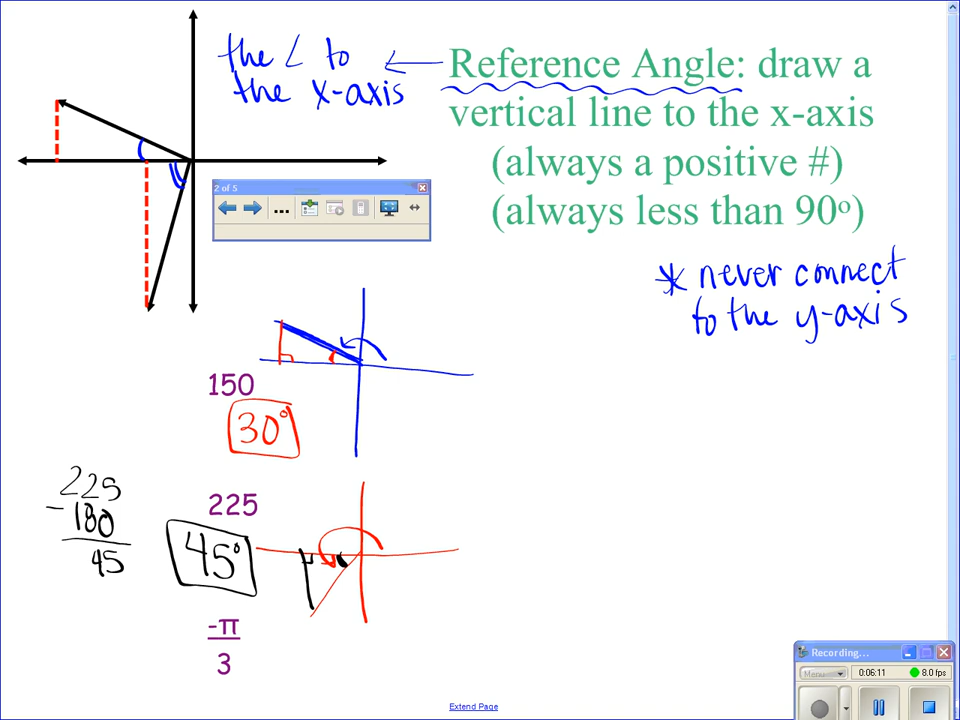 the ∠ to
the x-axis
Reference Angle: draw a
vertical line to the x-axis
(always a positive #)
(always less than 90º)
2 of 5
* never connect
to the y-axis
150
30°
225
-180
45
225
45°
-π
3
Recording...
Menu
0:06:11
8.0 fps
Extend Page